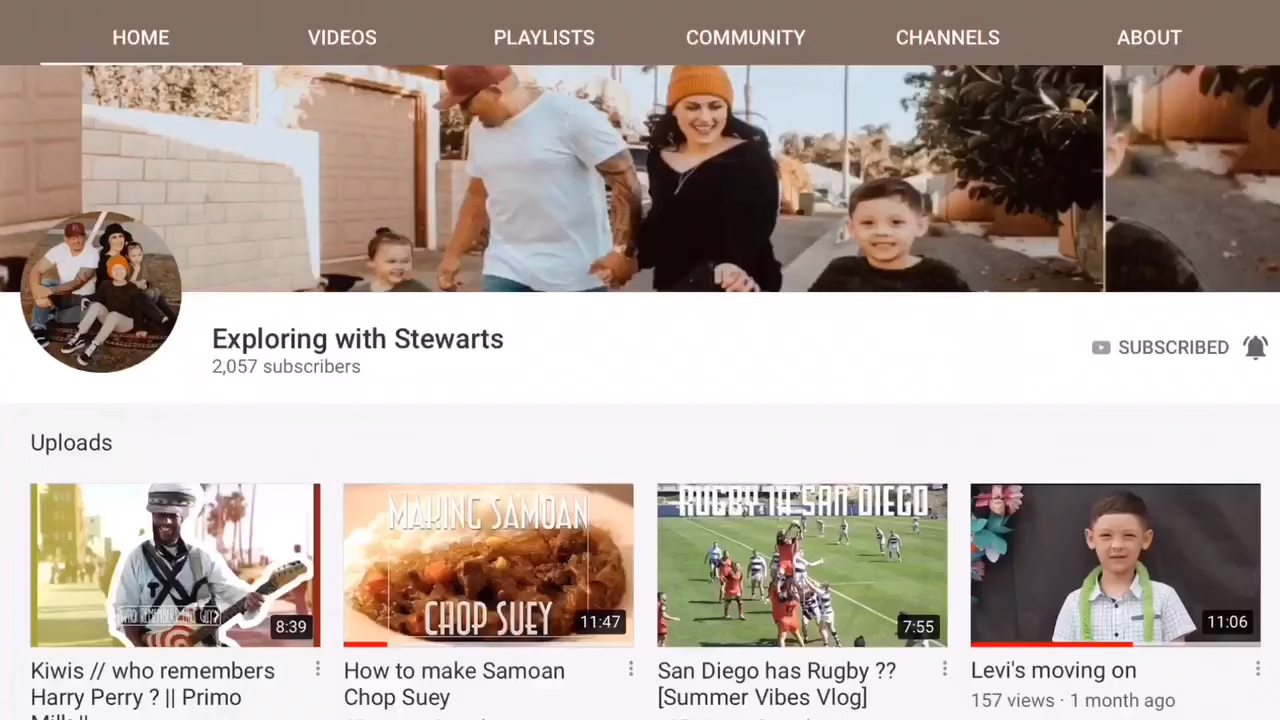 HOME VIDEOS PLAYLISTS COMMUNITY CHANNELS ABOUT
Exploring with Stewarts
2,057 subscribers
SUBSCRIBED
Uploads
8:39
MAKING SAMOAN
CHOP SUEY
11:47
RUGBY IN SAN DIEGO
7:55
11:06
Kiwis // who remembers
Harry Perry ? || Primo
How to make Samoan
Chop Suey
San Diego has Rugby ??
[Summer Vibes Vlog]
Levi's moving on
157 views · 1 month ago